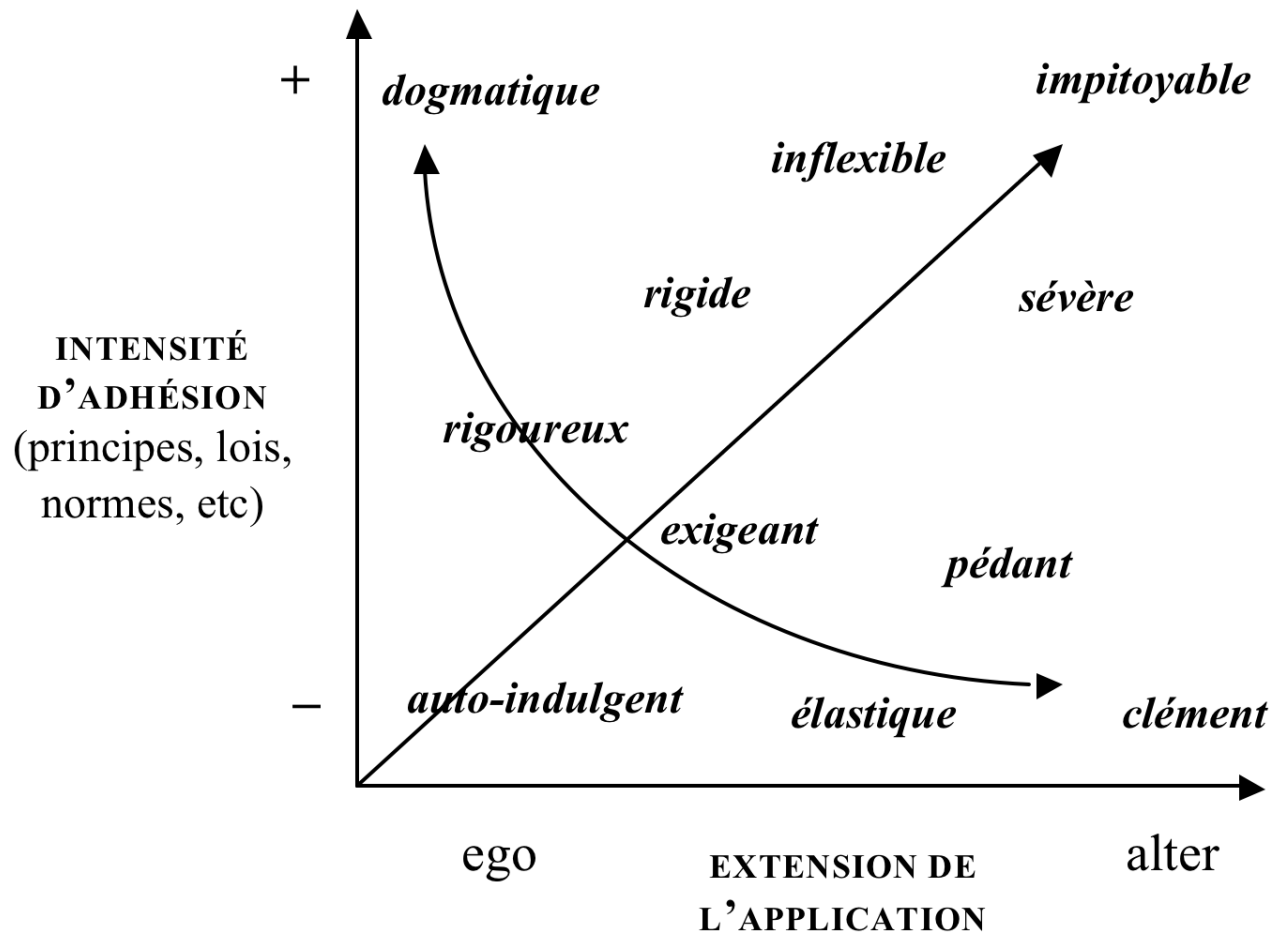 +
dogmatique
impitoyable
inflexible
rigide
sévère
INTENSITÉ
D’ADHÉSION
(principes, lois,
normes, etc)
rigoureux
exigeant
pédant
–
auto-indulgent
élastique
clément
ego
EXTENSION DE
L’APPLICATION
alter